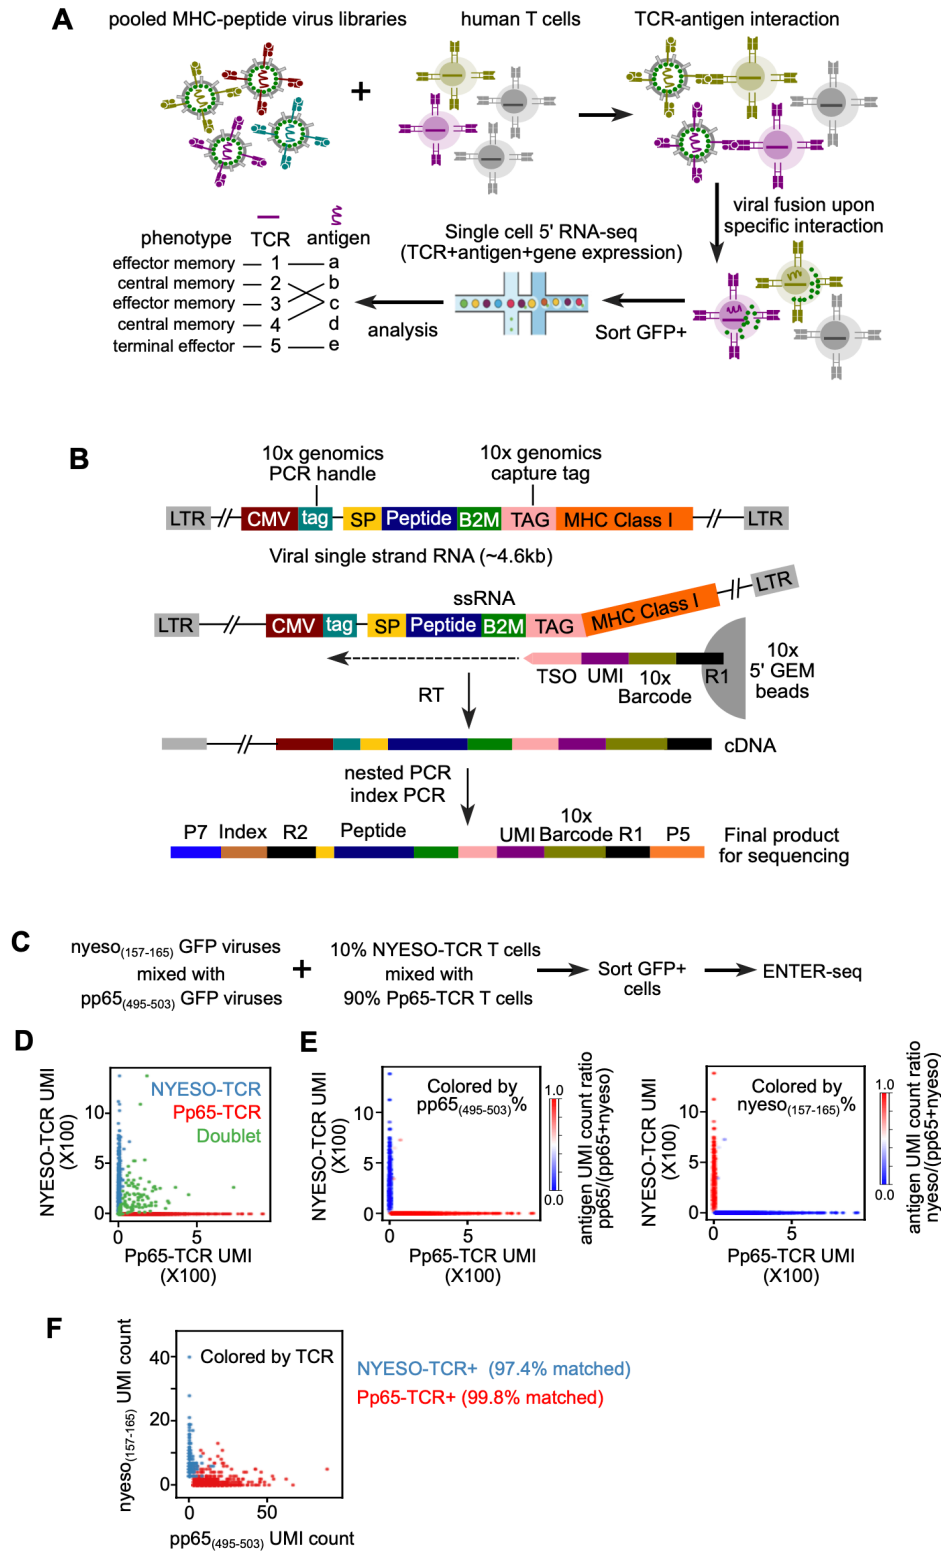 A
pooled MHC-peptide virus libraries
human T cells
TCR-antigen interaction
+
viral fusion upon
specific interaction
Sort GFP+
Single cell 5' RNA-seq
(TCR+antigen+gene expression)
analysis
phenotype TCR antigen
effector memory 1 a
central memory 2 b
effector memory 3 c
central memory 4 d
terminal effector 5 e
B
10x genomics
PCR handle
10x genomics
capture tag
LTR CMV tag SP Peptide B2M TAG MHC Class I LTR
Viral single strand RNA (~4.6kb)
ssRNA
LTR CMV tag SP Peptide B2M TAG MHC Class I LTR
TSO UMI 10x
Barcode
R1
10x
5' GEM
beads
RT
cDNA
nested PCR
index PCR
P7 Index R2 Peptide UMI 10x
Barcode R1 P5
Final product
for sequencing
C
nyeso(157-165) GFP viruses
mixed with
pp65(495-503) GFP viruses
+
10% NYESO-TCR T cells
mixed with
90% Pp65-TCR T cells
Sort GFP+
cells
ENTER-seq
D
NYESO-TCR UMI
(X100)
10
5
0
NYESO-TCR
Pp65-TCR
Doublet
0 5
Pp65-TCR UMI
(X100)
E
NYESO-TCR UMI
(X100)
10
5
0
Colored by
pp65(495-503)%
1.0
0.0
antigen UMI count ratio
pp65/(pp65+nyeso)
0 5
Pp65-TCR UMI
(X100)
NYESO-TCR UMI
(X100)
10
5
0
Colored by
nyeso(157-165)%
1.0
0.0
antigen UMI count ratio
nyeso/(pp65+nyeso)
0 5
Pp65-TCR UMI
(X100)
F
nyeso(157-165) UMI count
40
20
0
Colored by TCR
NYESO-TCR+ (97.4% matched)
Pp65-TCR+ (99.8% matched)
0 50
pp65(495-503) UMI count